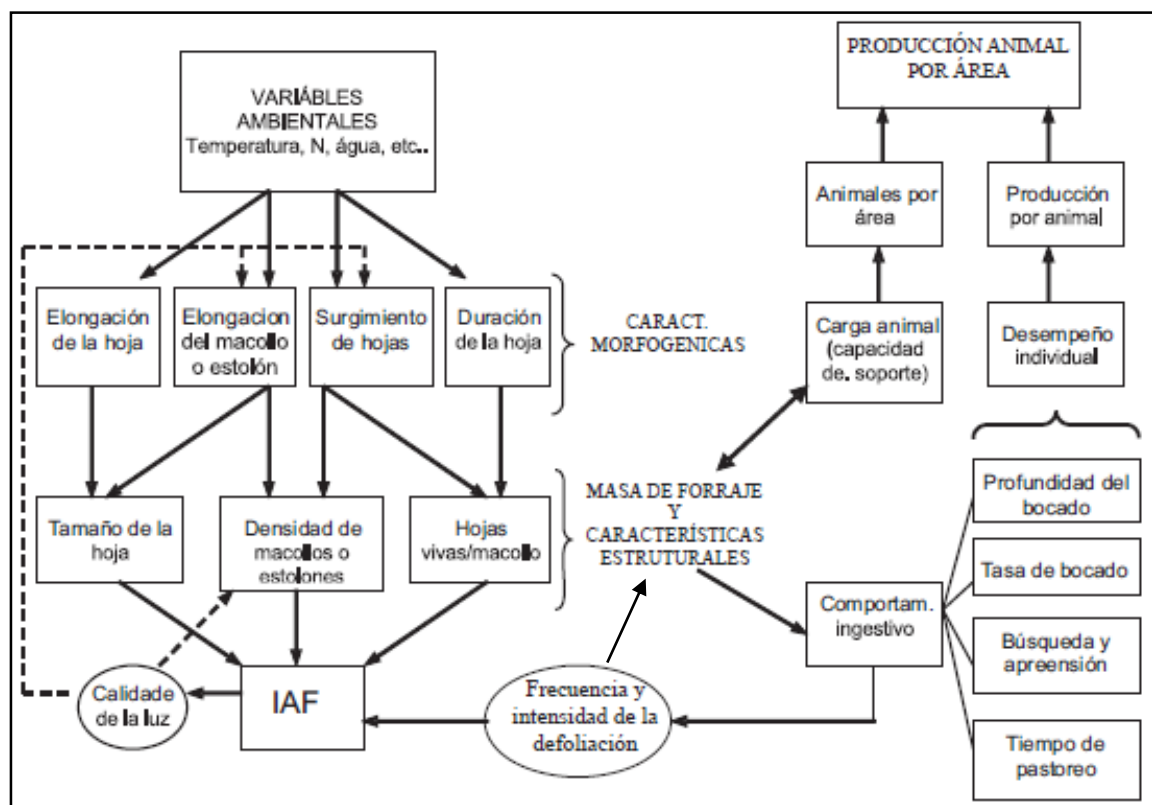 PRODUCCIÓN ANIMAL
POR ÁREA
VARIÁBLES
AMBIENTALES
Temperatura, N, água, etc..
Animales por
área
Producción
por animal
Elongación
de la hoja
Elongacion
del macollo
o estolón
Surgimiento
de hojas
Duración
de la hoja
CARACT.
MORFOGENICAS
Carga animal
(capacidad
de. soporte)
Desempeño
individual
Tamaño de la
hoja
Densidad de
macollos o
estolones
Hojas
vivas/macollo
MASA DE FORRAJE
Y
CARACTERÍSTICAS
ESTRUTURALES
Profundidad del
bocado
Tasa de bocado
Comportam.
ingestivo
Búsqueda y
apreensión
Tiempo de
pastoreo
Calidade
de la luz
IAF
Frecuencia y
intensidad de la
defoliación